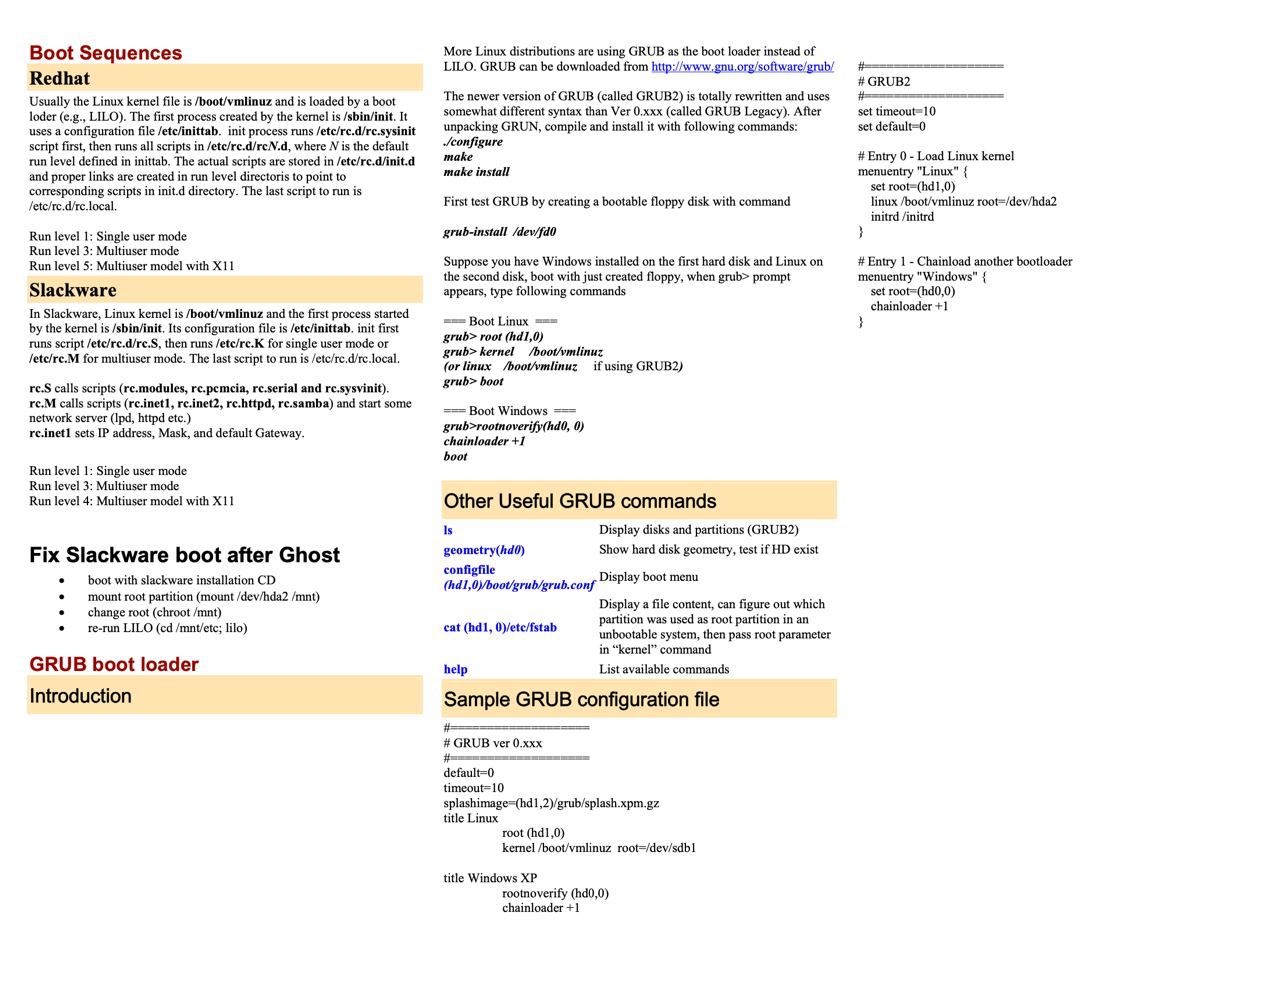 Boot Sequences
Redhat
Usually the Linux kernel file is /boot/vmlinuz and is loaded by a boot
loder (e.g., LILO). The first process created by the kernel is /sbin/init. It
uses a configuration file /etc/inittab.  init process runs /etc/rc.d/rc.sysinit
script first, then runs all scripts in /etc/rc.d/rcN.d, where N is the default
run level defined in inittab. The actual scripts are stored in /etc/rc.d/init.d
and proper links are created in run level directoris to point to
corresponding scripts in init.d directory. The last script to run is
/etc/rc.d/rc.local.
Run level 1: Single user mode
Run level 3: Multiuser mode
Run level 5: Multiuser model with X11
Slackware
In Slackware, Linux kernel is /boot/vmlinuz and the first process started
by the kernel is /sbin/init. Its configuration file is /etc/inittab. init first
runs script /etc/rc.d/rc.S, then runs /etc/rc.K for single user mode or
/etc/rc.M for multiuser mode. The last script to run is /etc/rc.d/rc.local.
rc.S calls scripts (rc.modules, rc.pcmcia, rc.serial and rc.sysvinit).
rc.M calls scripts (rc.inet1, rc.inet2, rc.httpd, rc.samba) and start some
network server (lpd, httpd etc.)
rc.inet1 sets IP address, Mask, and default Gateway.
Run level 1: Single user mode
Run level 3: Multiuser mode
Run level 4: Multiuser model with X11
Fix Slackware boot after Ghost
• boot with slackware installation CD
• mount root partition (mount /dev/hda2 /mnt)
• change root (chroot /mnt)
• re-run LILO (cd /mnt/etc; lilo)
GRUB boot loader
Introduction
More Linux distributions are using GRUB as the boot loader instead of
LILO. GRUB can be downloaded from http://www.gnu.org/software/grub/
The newer version of GRUB (called GRUB2) is totally rewritten and uses
somewhat different syntax than Ver 0.xxx (called GRUB Legacy). After
unpacking GRUN, compile and install it with following commands:
./configure
make
make install
First test GRUB by creating a bootable floppy disk with command
grub-install  /dev/fd0
Suppose you have Windows installed on the first hard disk and Linux on
the second disk, boot with just created floppy, when grub> prompt
appears, type following commands
=== Boot Linux  ===
grub> root (hd1,0)
grub> kernel    /boot/vmlinuz
(or linux    /boot/vmlinuz     if using GRUB2)
grub> boot
=== Boot Windows  ===
grub>rootnoverify(hd0, 0)
chainloader +1
boot
Other Useful GRUB commands
ls Display disks and partitions (GRUB2)
geometry(hd0) Show hard disk geometry, test if HD exist
configfile
(hd1,0)/boot/grub/grub.conf Display boot menu
cat (hd1, 0)/etc/fstab Display a file content, can figure out which
partition was used as root partition in an
unbootable system, then pass root parameter
in “kernel” command
help List available commands
Sample GRUB configuration file
#===================
# GRUB ver 0.xxx
#===================
default=0
timeout=10
splashimage=(hd1,2)/grub/splash.xpm.gz
title Linux
root (hd1,0)
kernel /boot/vmlinuz  root=/dev/sdb1
title Windows XP
rootnoverify (hd0,0)
chainloader +1
#===================
# GRUB2
#===================
set timeout=10
set default=0
# Entry 0 - Load Linux kernel
menuentry "Linux" {
set root=(hd1,0)
linux /boot/vmlinuz root=/dev/hda2
initrd /initrd
}
# Entry 1 - Chainload another bootloader
menuentry "Windows" {
set root=(hd0,0)
chainloader +1
}